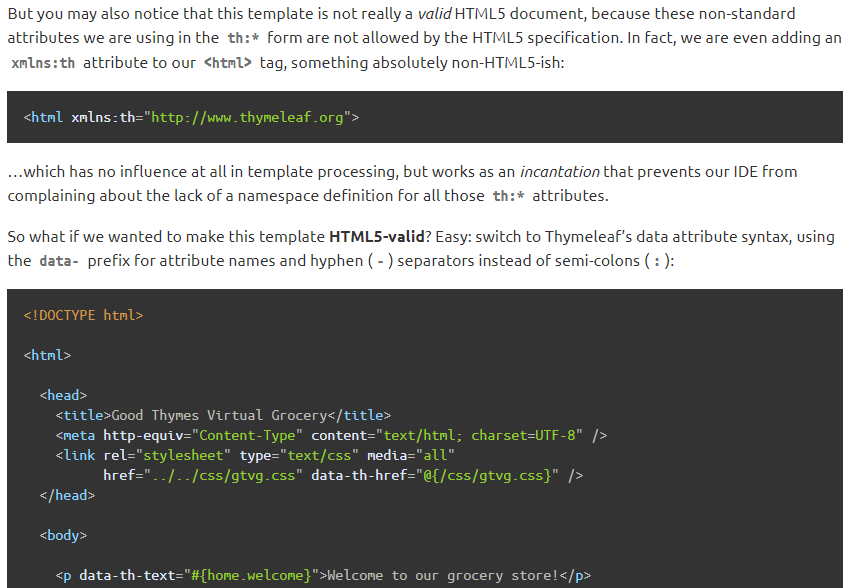 But you may also notice that this template is not really a valid HTML5 document, because these non-standard
attributes we are using in the th:* form are not allowed by the HTML5 specification. In fact, we are even adding an
xmlns:th attribute to our <html> tag, something absolutely non-HTML5-ish:
<html xmlns:th="http://www.thymeleaf.org">
…which has no influence at all in template processing, but works as an incantation that prevents our IDE from
complaining about the lack of a namespace definition for all those th:* attributes.
So what if we wanted to make this template HTML5-valid? Easy: switch to Thymeleaf’s data attribute syntax, using
the data- prefix for attribute names and hyphen ( - ) separators instead of semi-colons ( : ):
<!DOCTYPE html>
<html>
<head>
<title>Good Thymes Virtual Grocery</title>
<meta http-equiv="Content-Type" content="text/html; charset=UTF-8" />
<link rel="stylesheet" type="text/css" media="all"
href="../../css/gtvg.css" data-th-href="@{/css/gtvg.css}" />
</head>
<body>
<p data-th-text="#{home.welcome}">Welcome to our grocery store!</p>